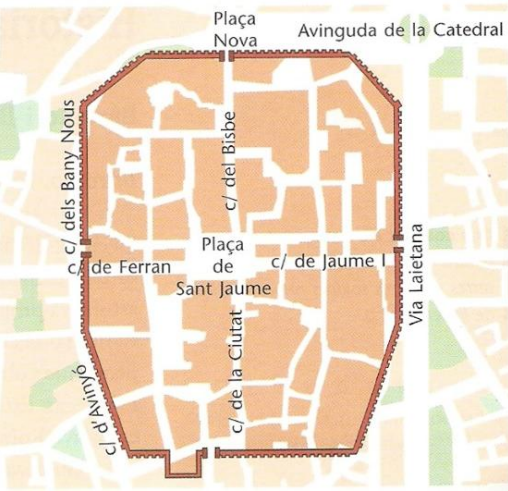 Plaça
Nova
Avinguda de la Catedral
c/ dels Bany Nous
c/ del Bisbe
Plaça
de
Sant Jaume
c/ de Ferran
c/ de Jaume I
Via Laietana
c/ d'Avinyó
c/ de la Ciutat